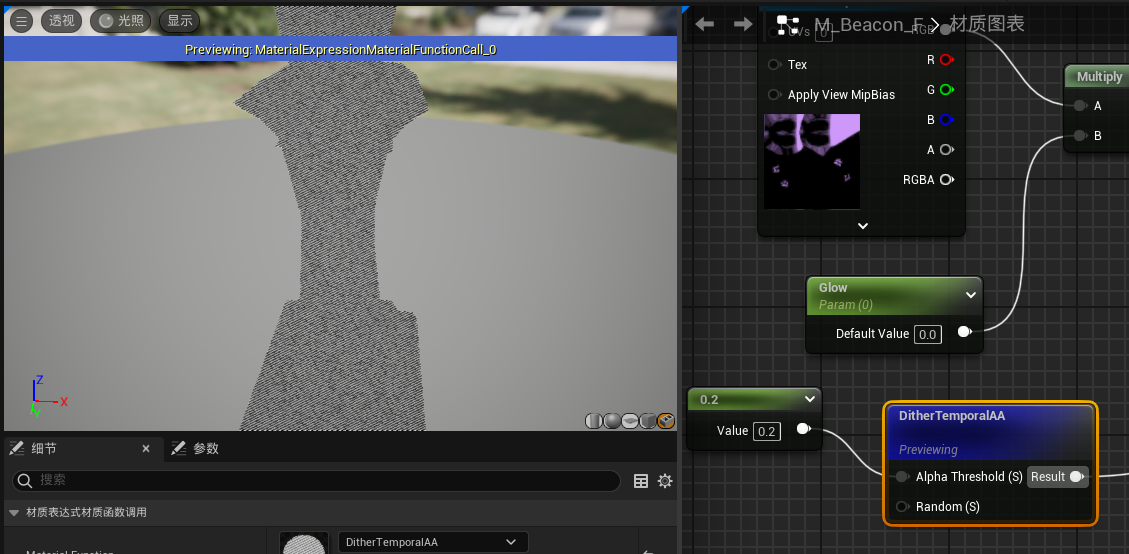 透视
光照
显示
Previewing: MaterialExpressionMaterialFunctionCall_0
Z
X
Y
细节
参数
搜索
材质表达式材质函数调用
Material Function
DitherTemporalAA
M_Beacon_F
材质图表
UVs 0
RGB
Tex
R
Apply View MipBias
G
B
A
RGBA
Multiply
A
B
Glow
Param (0)
Default Value 0.0
0.2
Value 0.2
DitherTemporalAA
Previewing
Alpha Threshold (S)
Result
Random (S)